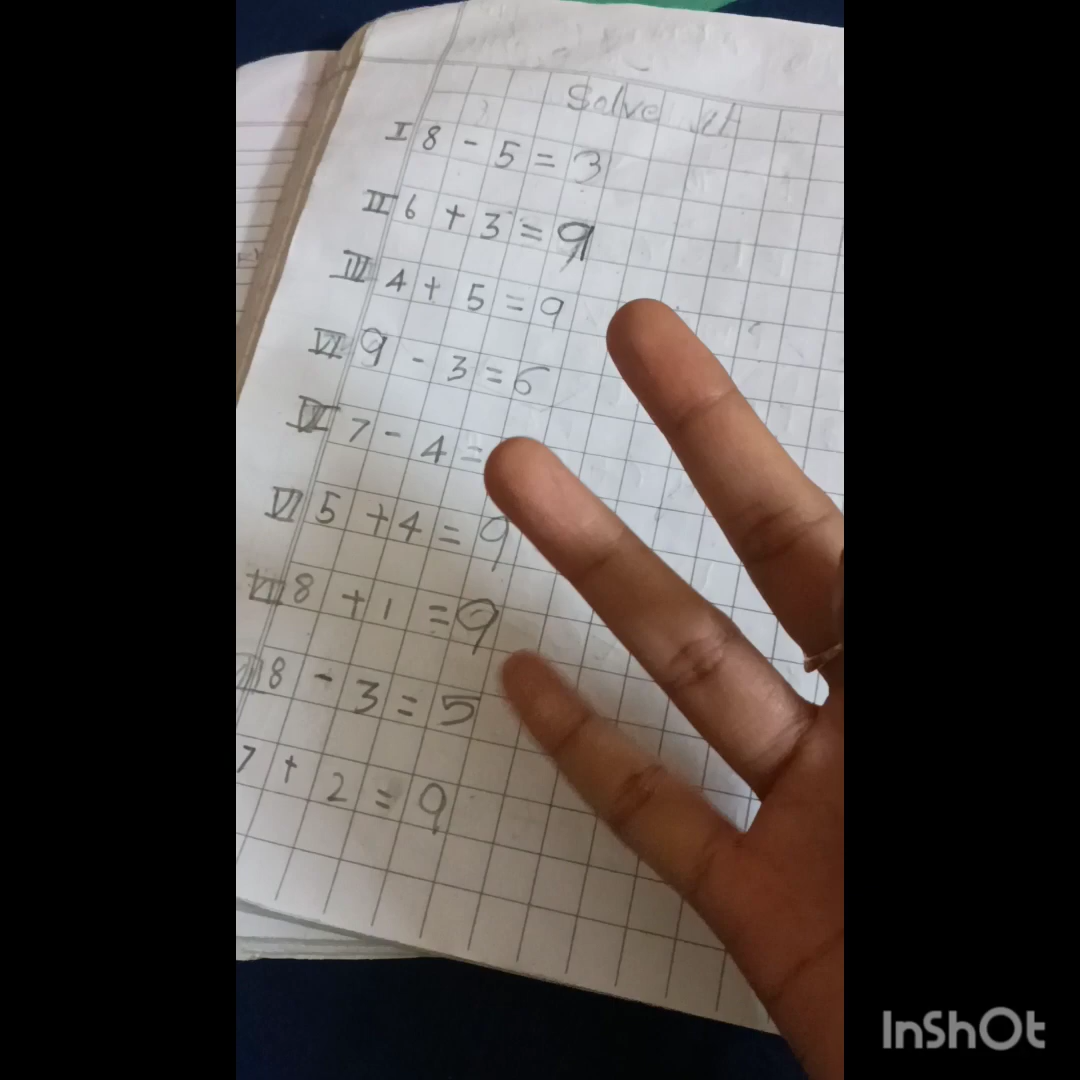 Solve it
I 8 - 5 = 3
II 6 + 3 = 9
III 4 + 5 = 9
VI 9 - 3 = 6
7 - 4 =
VI 5 + 4 = 9
VII 8 + 1 = 9
8 - 3 = 5
7 + 2 = 9
InShOt